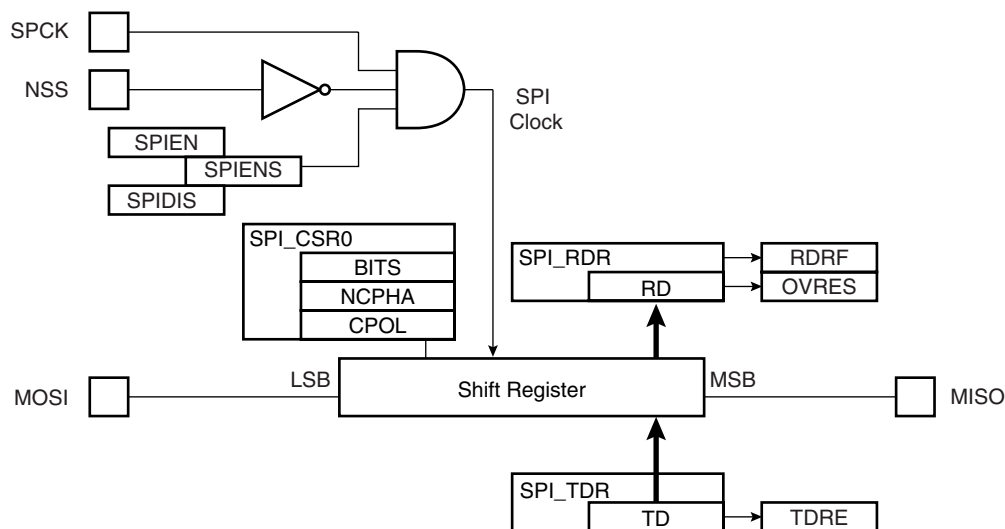 SPCK
NSS
SPI
Clock
SPIEN
SPIENS
SPIDIS
SPI_CSR0
BITS
NCPHA
CPOL
SPI_RDR
RD
RDRF
OVRES
MOSI
LSB
Shift Register
MSB
MISO
SPI_TDR
TD
TDRE